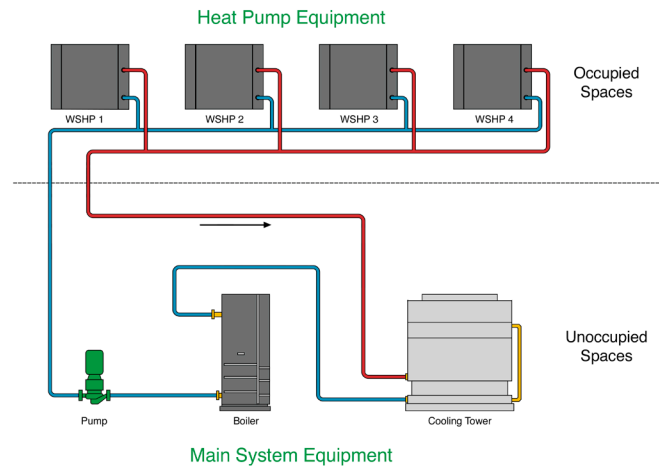 Heat Pump Equipment
Occupied
Spaces
WSHP 1
WSHP 2
WSHP 3
WSHP 4
Unoccupied
Spaces
Pump
Boiler
Cooling Tower
Main System Equipment